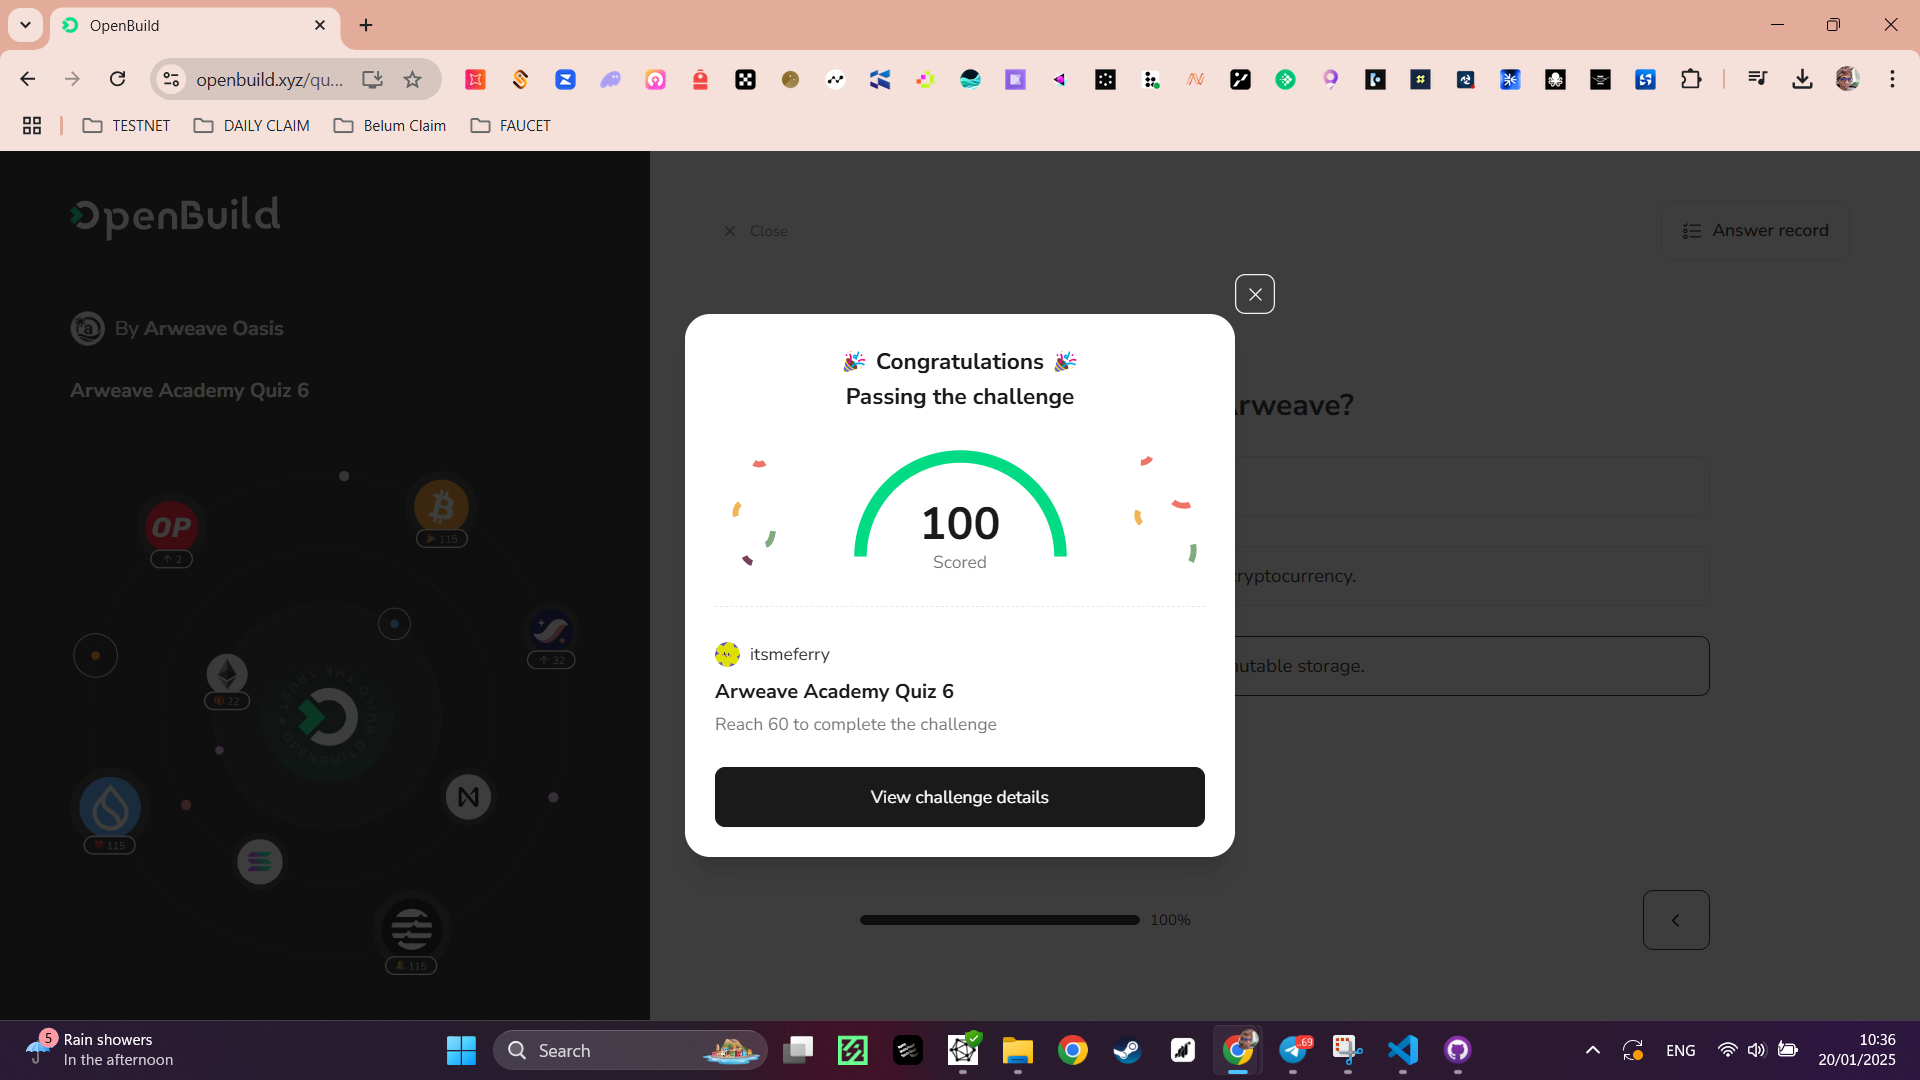 OpenBuild
openbuild.xyz/qu...
TESTNET
DAILY CLAIM
Belum Claim
FAUCET
OpenBuild
By Arweave Oasis
Arweave Academy Quiz 6
OP
2
115
32
22
115
115
Close
Answer record
Arweave?
cryptocurrency.
mutable storage.
Congratulations
Passing the challenge
100
Scored
itsmeferry
Arweave Academy Quiz 6
Reach 60 to complete the challenge
View challenge details
100%
5
Rain showers
In the afternoon
Search
69
ENG
10:36
20/01/2025